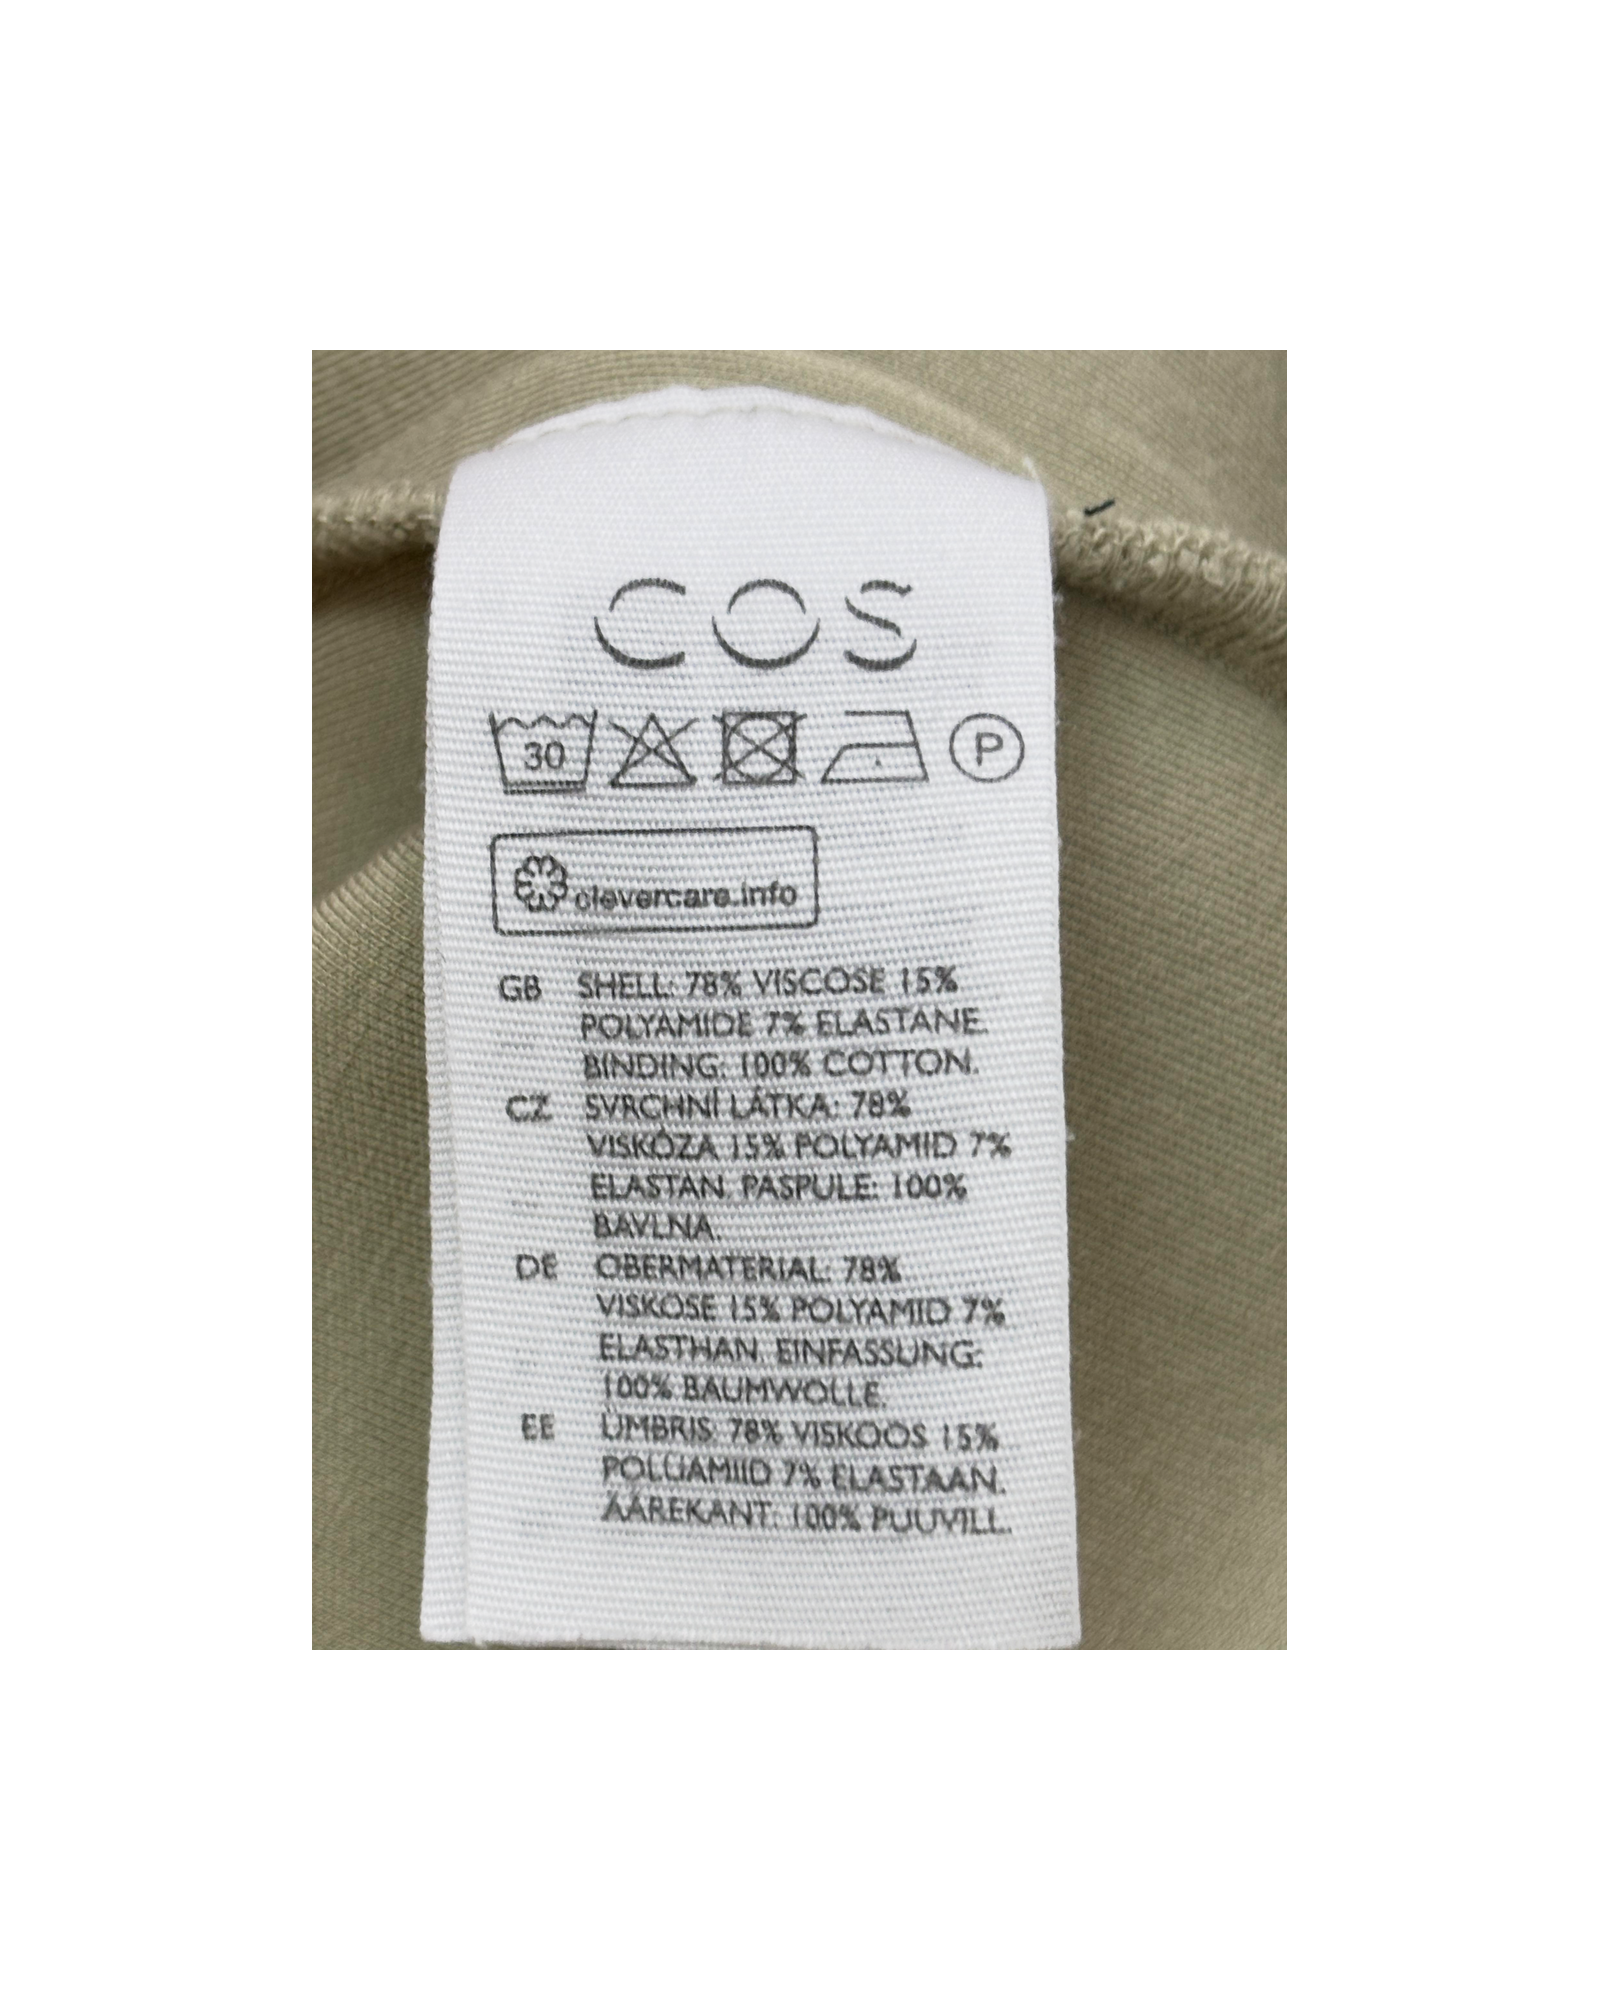 COS
30
P
clevercare.info
GB SHELL: 78% VISCOSE 15%
POLYAMIDE 7% ELASTANE.
BINDING: 100% COTTON.
CZ SVRCHNÍ LÁTKA: 78%
VISKÓZA 15% POLYAMID 7%
ELASTAN. PASPULE: 100%
BAVLNA.
DE OBERMATERIAL: 78%
VISKOSE 15% POLYAMID 7%
ELASTHAN. EINFASSUNG:
100% BAUMWOLLE.
EE ÜMBRIS: 78% VISKOOS 15%
POLÜAMIID 7% ELASTAAN.
ÄÄREKANT: 100% PUUVILL.